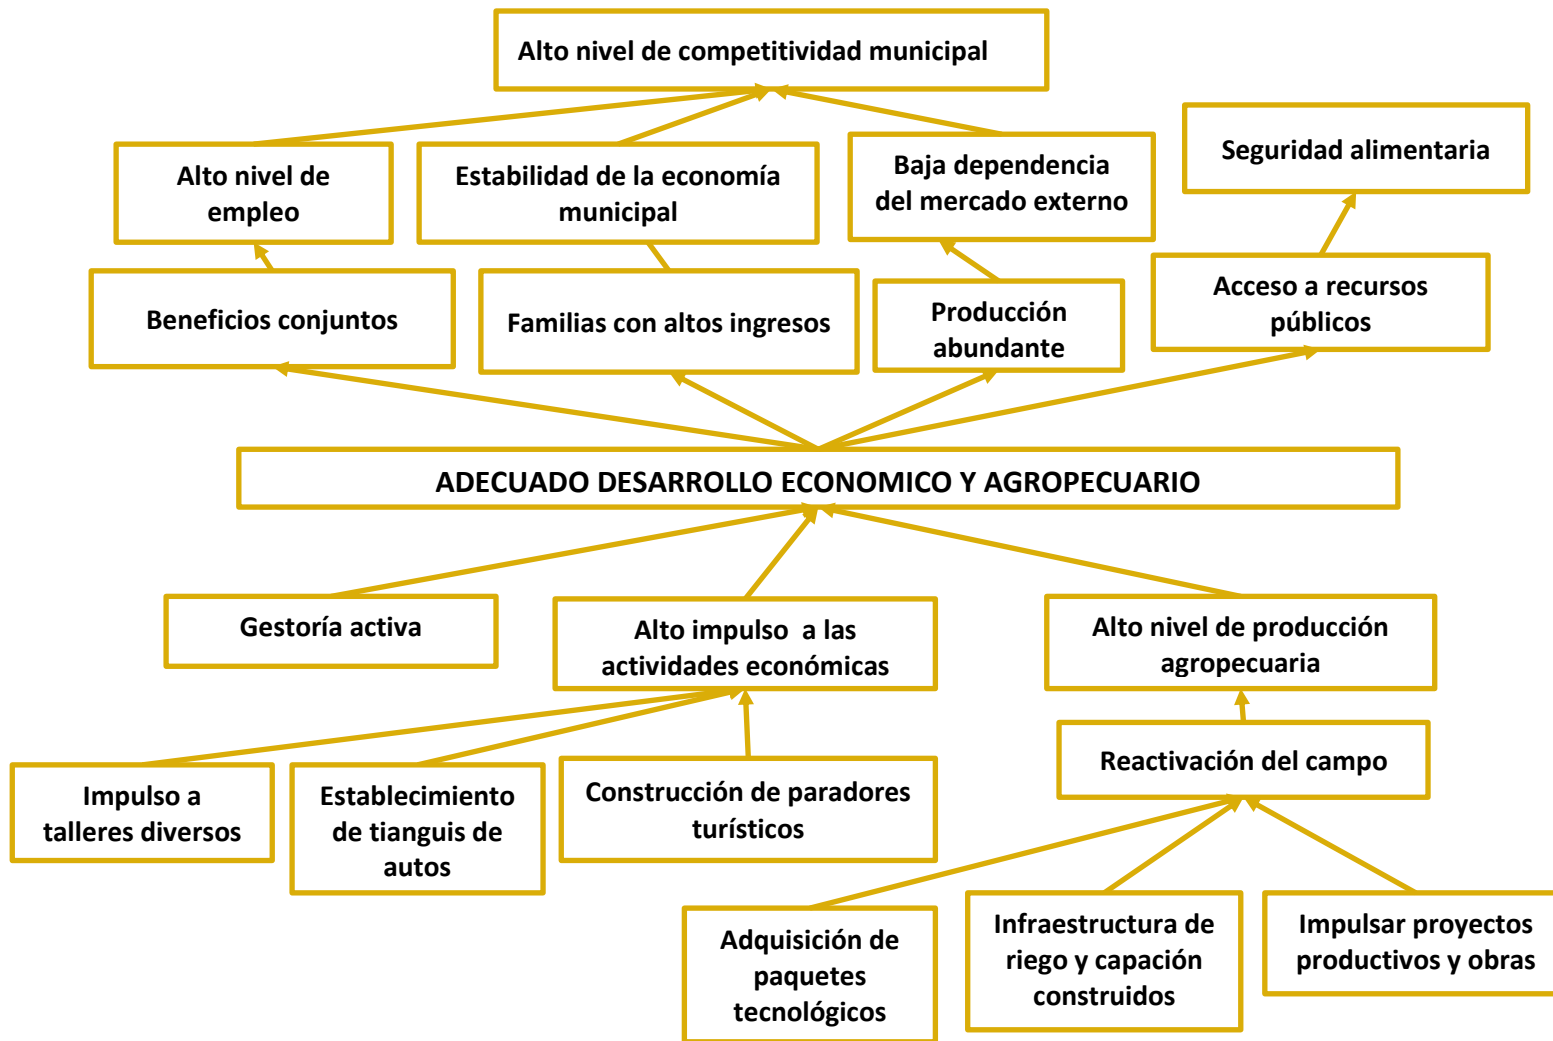 Alto nivel de competitividad municipal
Alto nivel de
empleo
Estabilidad de la economía
municipal
Baja dependencia
del mercado externo
Seguridad alimentaria
Beneficios conjuntos
Familias con altos ingresos
Producción
abundante
Acceso a recursos
públicos
ADECUADO DESARROLLO ECONOMICO Y AGROPECUARIO
Gestoría activa
Alto impulso a las
actividades económicas
Alto nivel de producción
agropecuaria
Impulso a
talleres diversos
Establecimiento
de tianguis de
autos
Construcción de paradores
turísticos
Reactivación del campo
Adquisición de
paquetes
tecnológicos
Infraestructura de
riego y capación
construidos
Impulsar proyectos
productivos y obras